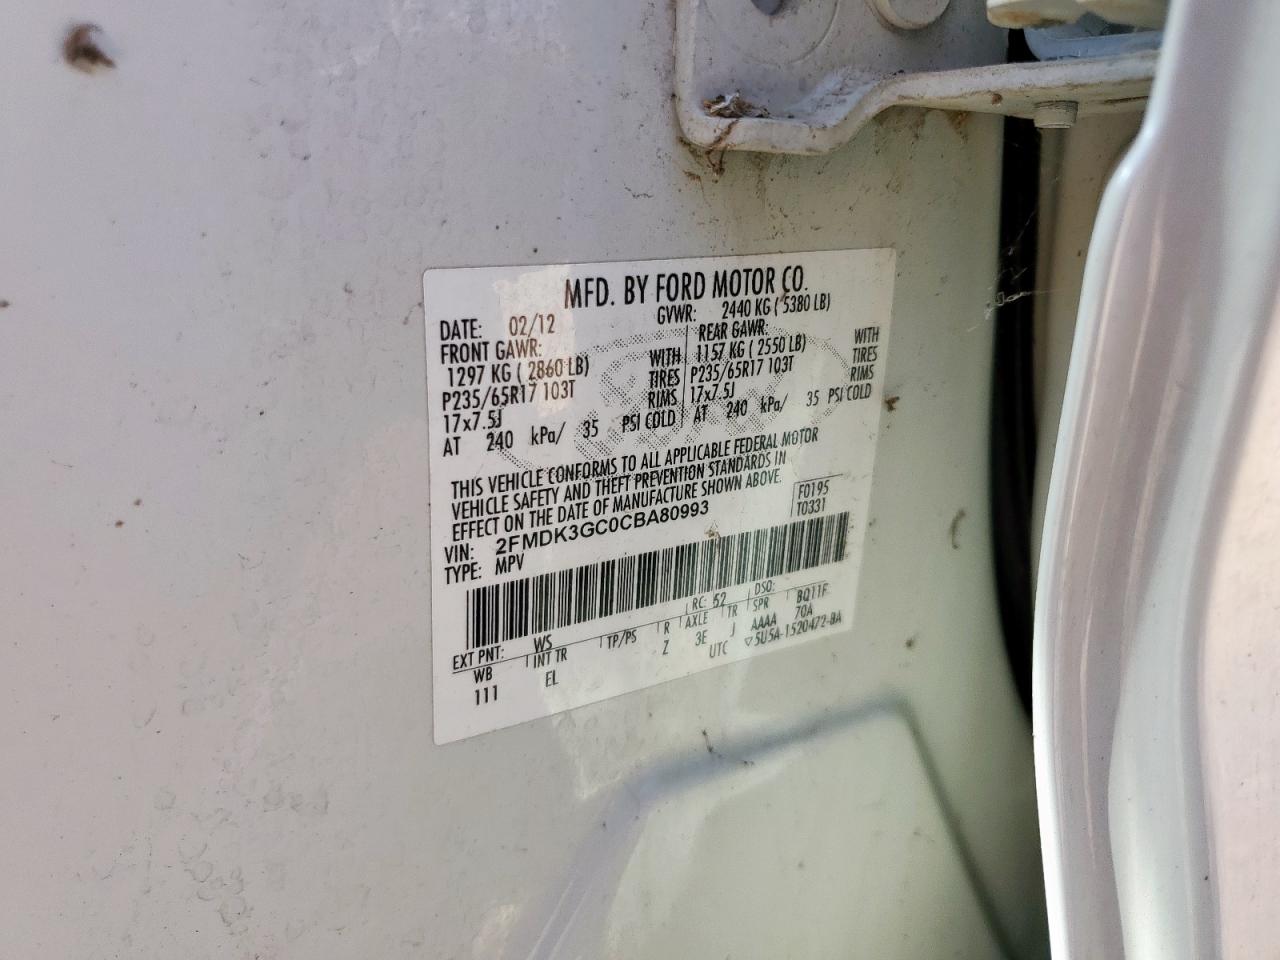 MFD. BY FORD MOTOR CO.
DATE: 02/12 GVWR: 2440 KG ( 5380 LB)
FRONT GAWR: REAR GAWR:
1297 KG ( 2860 LB) WITH 1157 KG ( 2550 LB) WITH
P235/65R17 103T TIRES P235/65R17 103T TIRES
17x7.5J RIMS 17x7.5J RIMS
AT 240 kPa/ 35 PSI COLD AT 240 kPa/ 35 PSI COLD
THIS VEHICLE CONFORMS TO ALL APPLICABLE FEDERAL MOTOR
VEHICLE SAFETY AND THEFT PREVENTION STANDARDS IN
EFFECT ON THE DATE OF MANUFACTURE SHOWN ABOVE.
F0195
T0331
VIN: 2FMDK3GC0CBA80993
TYPE: MPV
RC: 52 DSO:
EXT PNT: WS R AXLE TR SPR BQ11F
WB INT TR TP/PS Z 3E J AAAA 70A
111 EL UTC ▽5U5A-1520472-BA